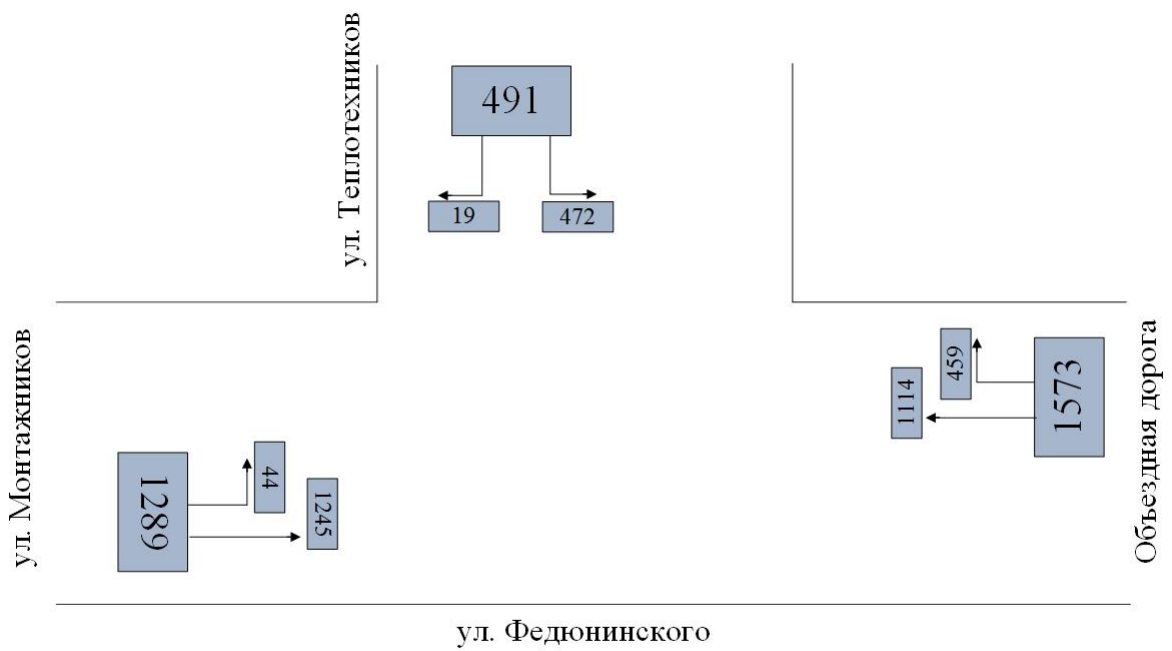 ул. Теплотехников
491
19
472
ул. Монтажников
1289
44
1245
459
1114
1573
Объездная дорога
ул. Федюнинского